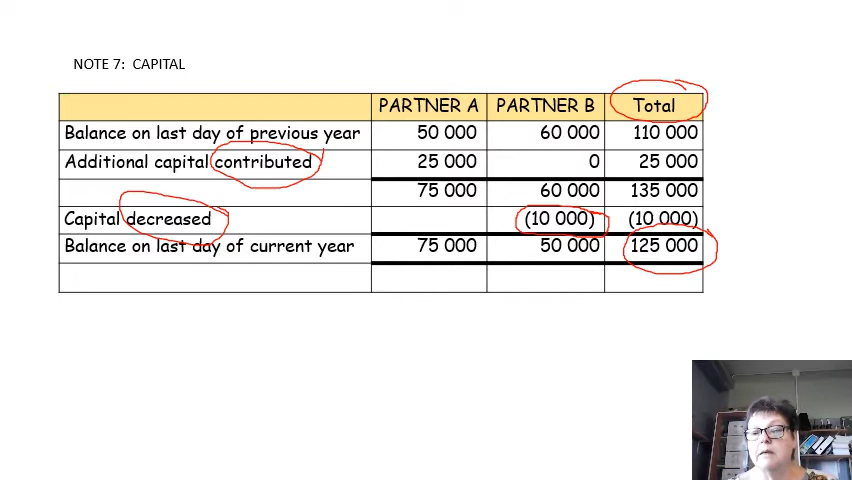 NOTE 7: CAPITAL
PARTNER A PARTNER B Total
Balance on last day of previous year 50 000 60 000 110 000
Additional capital contributed 25 000 0 25 000
75 000 60 000 135 000
Capital decreased (10 000) (10 000)
Balance on last day of current year 75 000 50 000 125 000